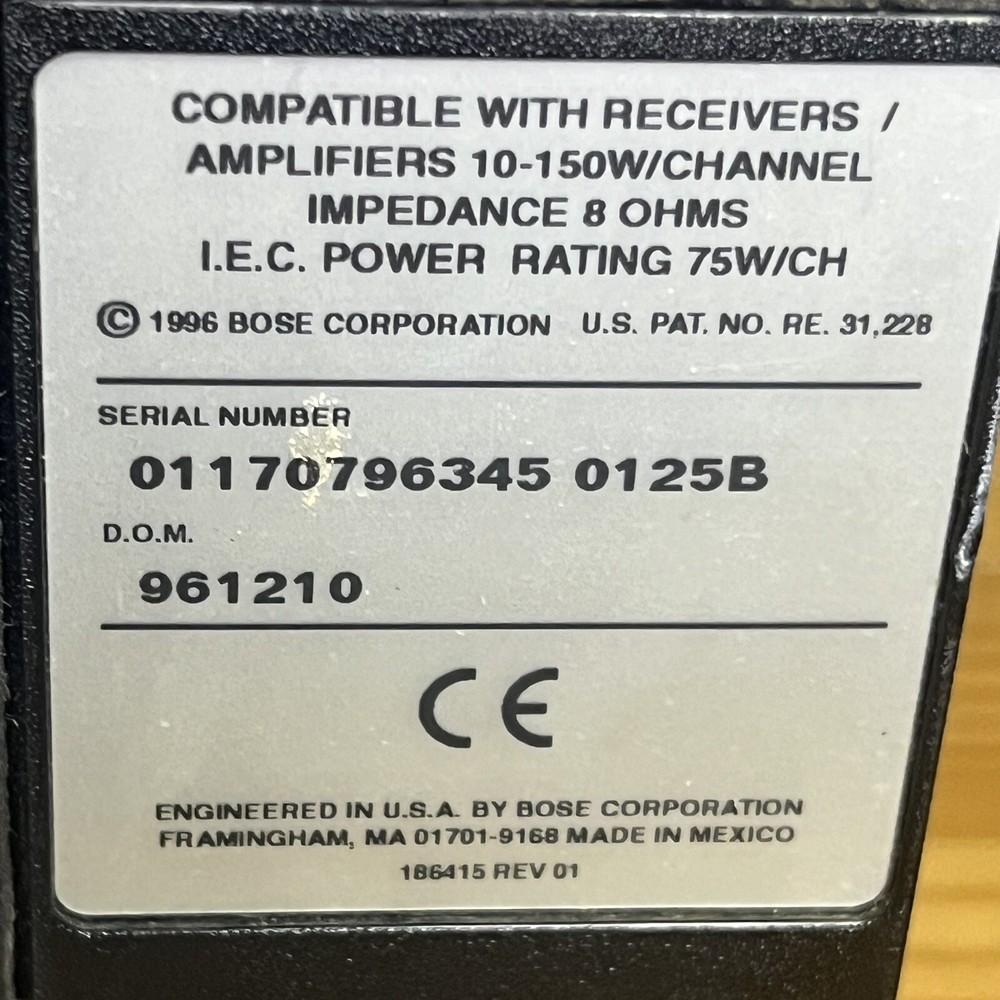 COMPATIBLE WITH RECEIVERS /
AMPLIFIERS 10-150W/CHANNEL
IMPEDANCE 8 OHMS
I.E.C. POWER RATING 75W/CH
© 1996 BOSE CORPORATION U.S. PAT. NO. RE. 31,228
SERIAL NUMBER
01170796345 0125B
D.O.M.
961210
CE
ENGINEERED IN U.S.A. BY BOSE CORPORATION
FRAMINGHAM, MA 01701-9168 MADE IN MEXICO
186415 REV 01